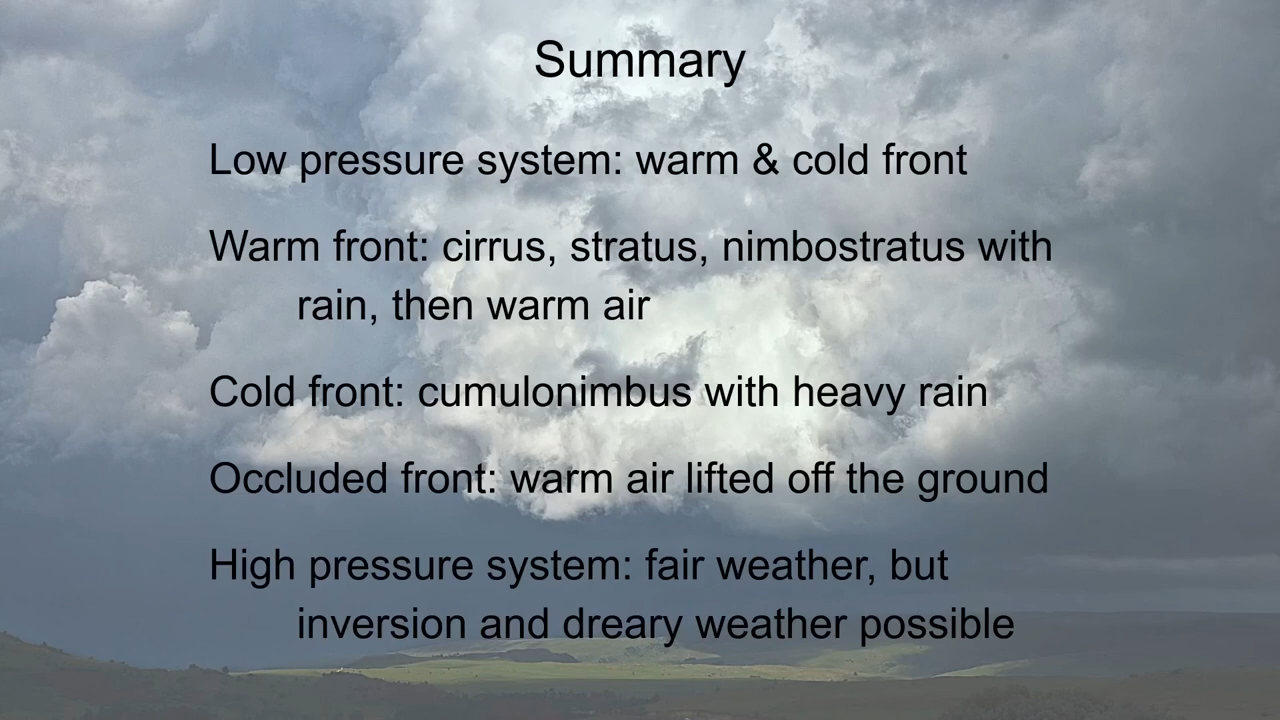 Summary
Low pressure system: warm & cold front
Warm front: cirrus, stratus, nimbostratus with
rain, then warm air
Cold front: cumulonimbus with heavy rain
Occluded front: warm air lifted off the ground
High pressure system: fair weather, but
inversion and dreary weather possible